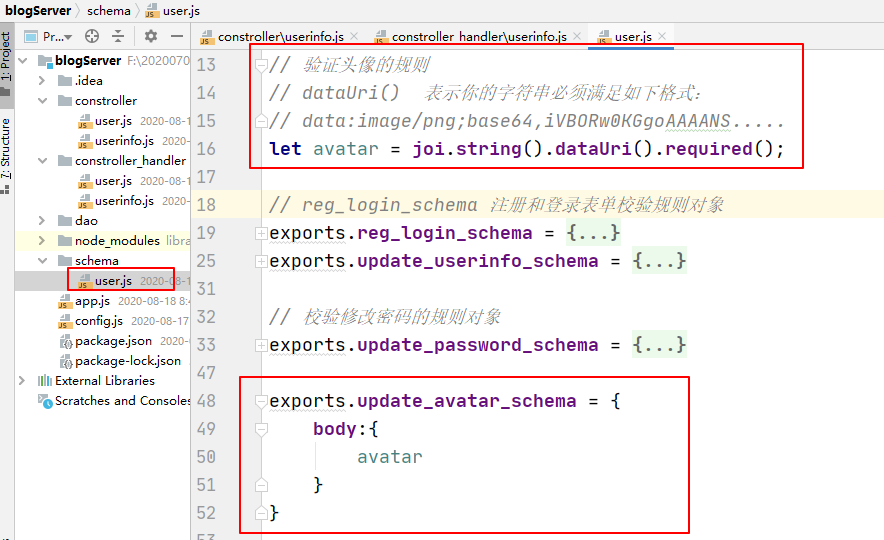 blogServer schema user.js
1: Project
7: Structure
Pr...
blogServer F:\2020070
.idea
constroller
user.js 2020-08-1
userinfo.js 2020-
constroller_handler
user.js 2020-08-1
userinfo.js 2020-
dao
node_modules libra
schema
user.js 2020-08-1
app.js 2020-08-18 8:4
config.js 2020-08-17
package.json 2020-0
package-lock.json
External Libraries
Scratches and Consoles
constroller\userinfo.js constroller_handler\userinfo.js user.js
13 // 验证头像的规则
14 // dataUri() 表示你的字符串必须满足如下格式:
15 // data:image/png;base64,iVBORw0KGgoAAAANS.....
16 let avatar = joi.string().dataUri().required();
17
18 // reg_login_schema 注册和登录表单校验规则对象
19 exports.reg_login_schema = {...}
25 exports.update_userinfo_schema = {...}
31
32 // 校验修改密码的规则对象
33 exports.update_password_schema = {...}
47
48 exports.update_avatar_schema = {
49 body:{
50 avatar
51 }
52 }
53